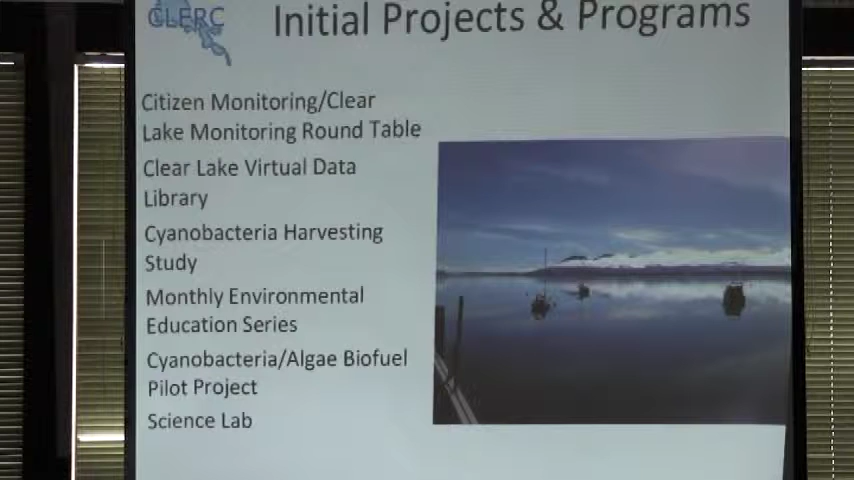 CLERC
Initial Projects & Programs
Citizen Monitoring/Clear
Lake Monitoring Round Table
Clear Lake Virtual Data
Library
Cyanobacteria Harvesting
Study
Monthly Environmental
Education Series
Cyanobacteria/Algae Biofuel
Pilot Project
Science Lab